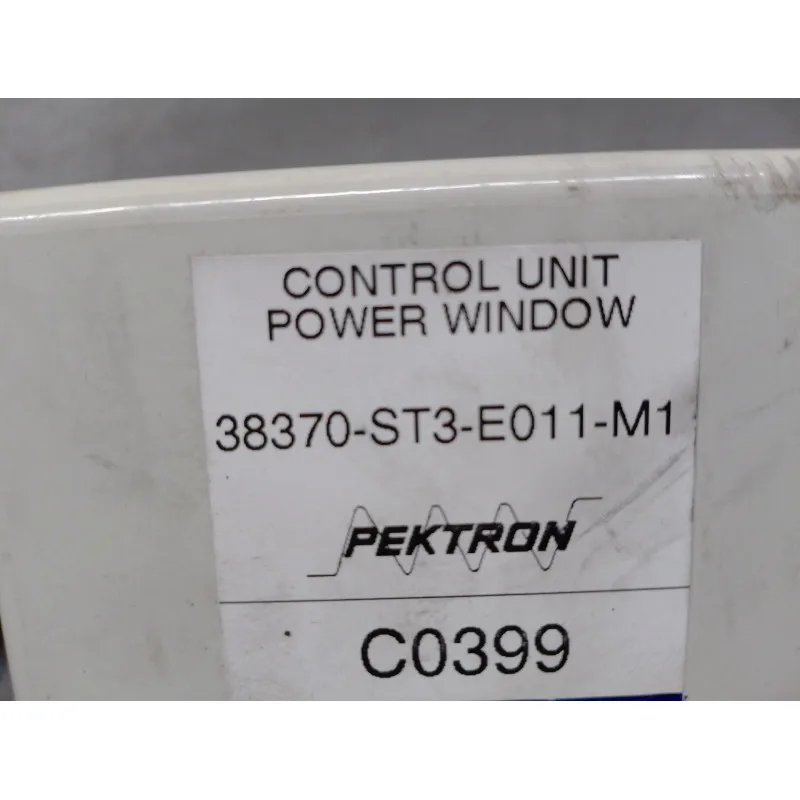 CONTROL UNIT
POWER WINDOW
38370-ST3-E011-M1
PEKTRON
C0399